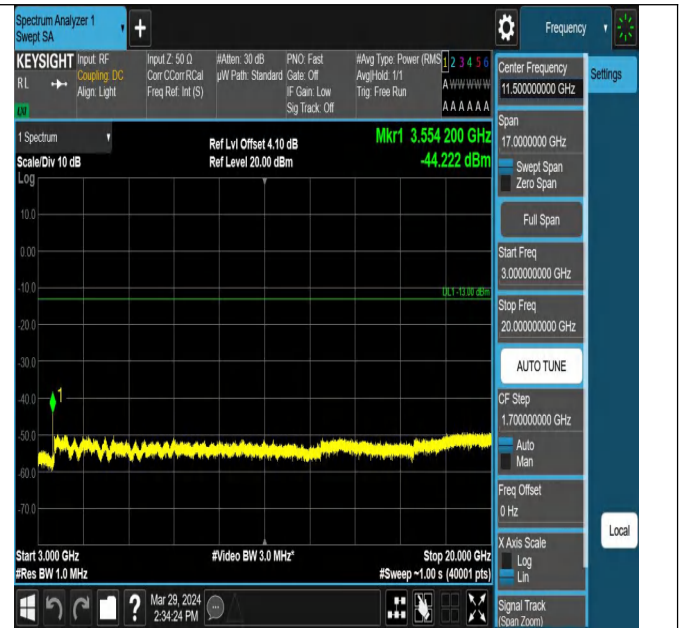 Spectrum Analyzer 1
Swept SA
+
Frequency
KEYSIGHT
RL
LXI
Input: RF
Coupling: DC
Align: Light
Input Z: 50 Ω
Corr CCorr RCal
Freq Ref: Int (S)
#Atten: 30 dB
µW Path: Standard
PNO: Fast
Gate: Off
IF Gain: Low
Sig Track: Off
#Avg Type: Power (RMS
Avg|Hold: 1/1
Trig: Free Run
1 2 3 4 5 6
A W W W W W
A A A A A A
Center Frequency
11.50000000 GHz
Settings
1 Spectrum
Scale/Div 10 dB
Log
Ref Lvl Offset 4.10 dB
Ref Level 20.00 dBm
Mkr1 3.554 200 GHz
-44.222 dBm
10.0
0.00
-10.0
-20.0
-30.0
-40.0
-50.0
-60.0
-70.0
DL1 -13.00 dBm
1
Start 3.000 GHz
#Res BW 1.0 MHz
#Video BW 3.0 MHz*
Stop 20.000 GHz
#Sweep ~1.00 s (40001 pts)
Span
17.0000000 GHz
Swept Span
Zero Span
Full Span
Start Freq
3.000000000 GHz
Stop Freq
20.000000000 GHz
AUTO TUNE
CF Step
1.700000000 GHz
Auto
Man
Freq Offset
0 Hz
X Axis Scale
Log
Lin
Signal Track
(Span Zoom)
Local
?
Mar 29, 2024
2:34:24 PM